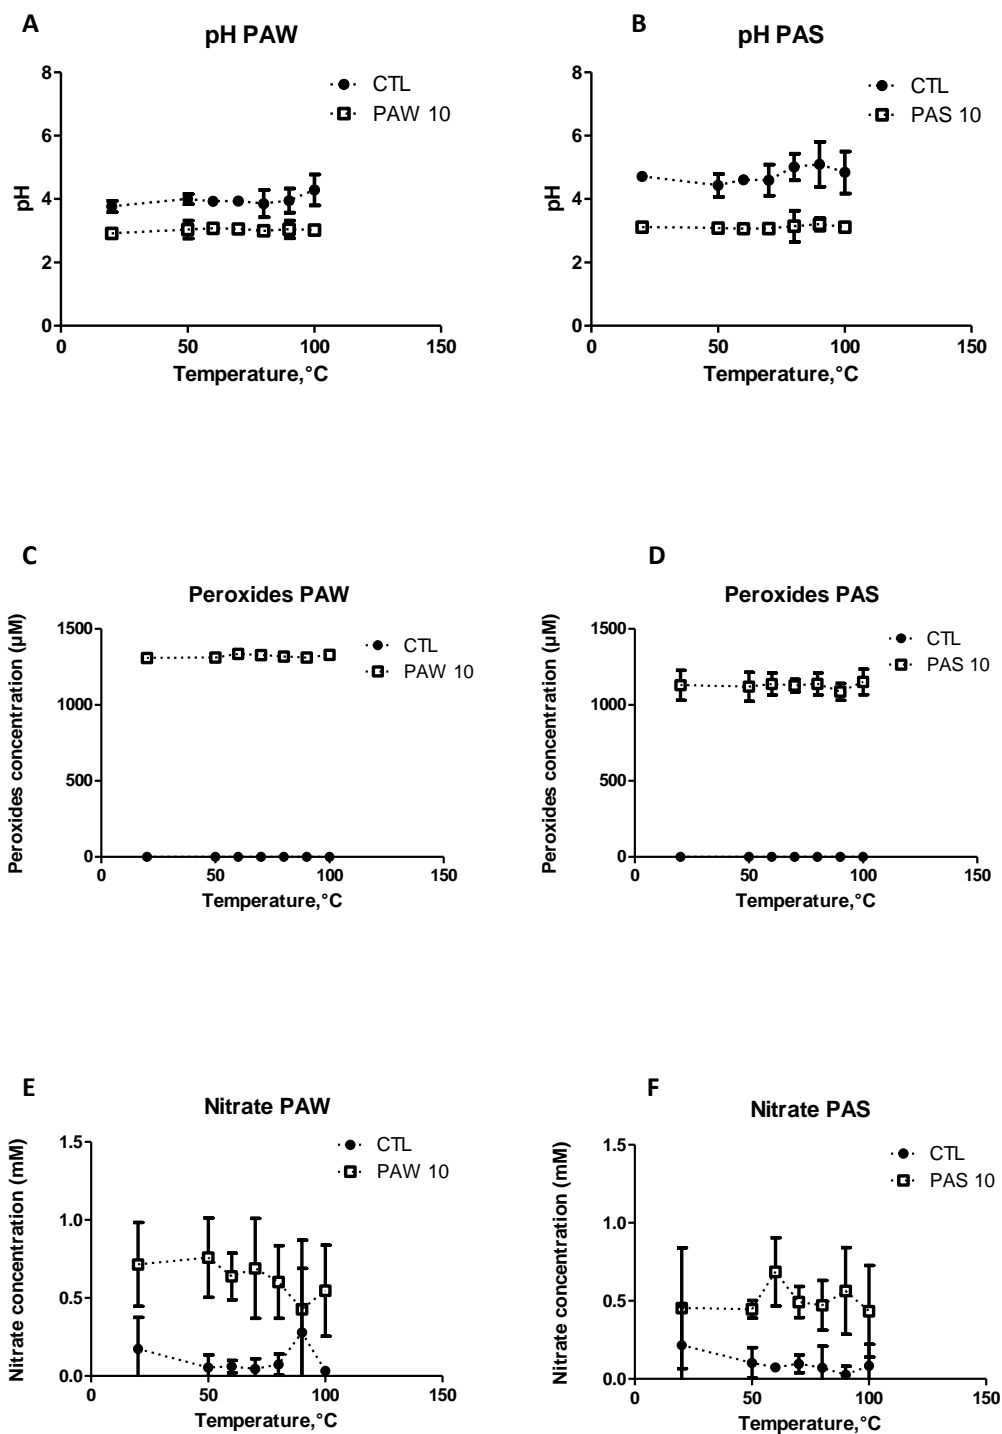 A
pH PAW
CTL
PAW 10
8
6
4
2
0
pH
0
50
100
150
Temperature,°C
B
pH PAS
CTL
PAS 10
8
6
4
2
0
pH
0
50
100
150
Temperature,°C
C
Peroxides PAW
CTL
PAW 10
1500
1000
500
0
Peroxides concentration (µM)
0
50
100
150
Temperature,°C
D
Peroxides PAS
CTL
PAS 10
1500
1000
500
0
Peroxides concentration (µM)
0
50
100
150
Temperature,°C
E
Nitrate PAW
CTL
PAW 10
1.5
1.0
0.5
0.0
Nitrate concentration (mM)
0
50
100
150
Temperature,°C
F
Nitrate PAS
CTL
PAS 10
1.5
1.0
0.5
0.0
Nitrate concentration (mM)
0
50
100
150
Temperature,°C